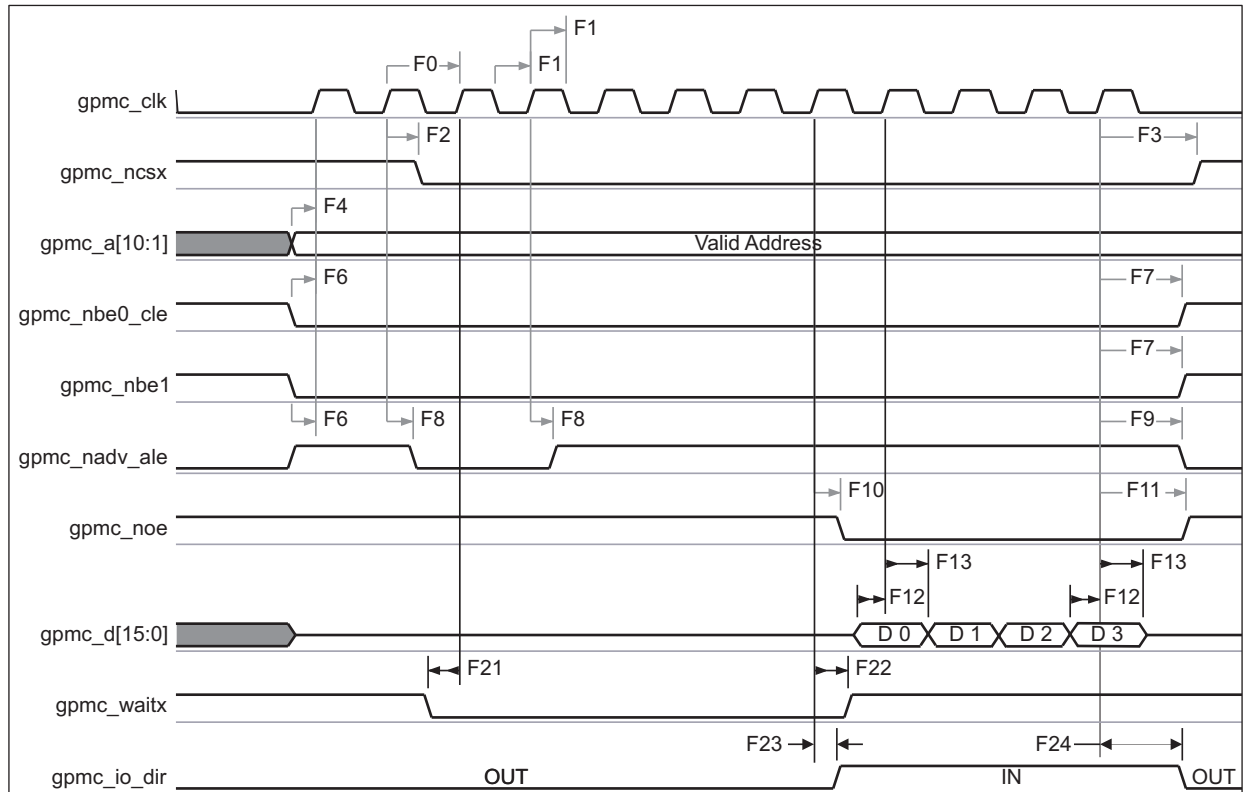 F1
F0 F1
gpmc_clk
F2 F3
gpmc_ncsx
F4
gpmc_a[10:1] Valid Address
F6 F7
gpmc_nbe0_cle
F7
gpmc_nbe1
F6 F8 F8 F9
gpmc_nadv_ale
F10 F11
gpmc_noe
F13 F13
F12 F12
gpmc_d[15:0] D 0 D 1 D 2 D 3
F21 F22
gpmc_waitx
F23 F24
gpmc_io_dir OUT IN OUT